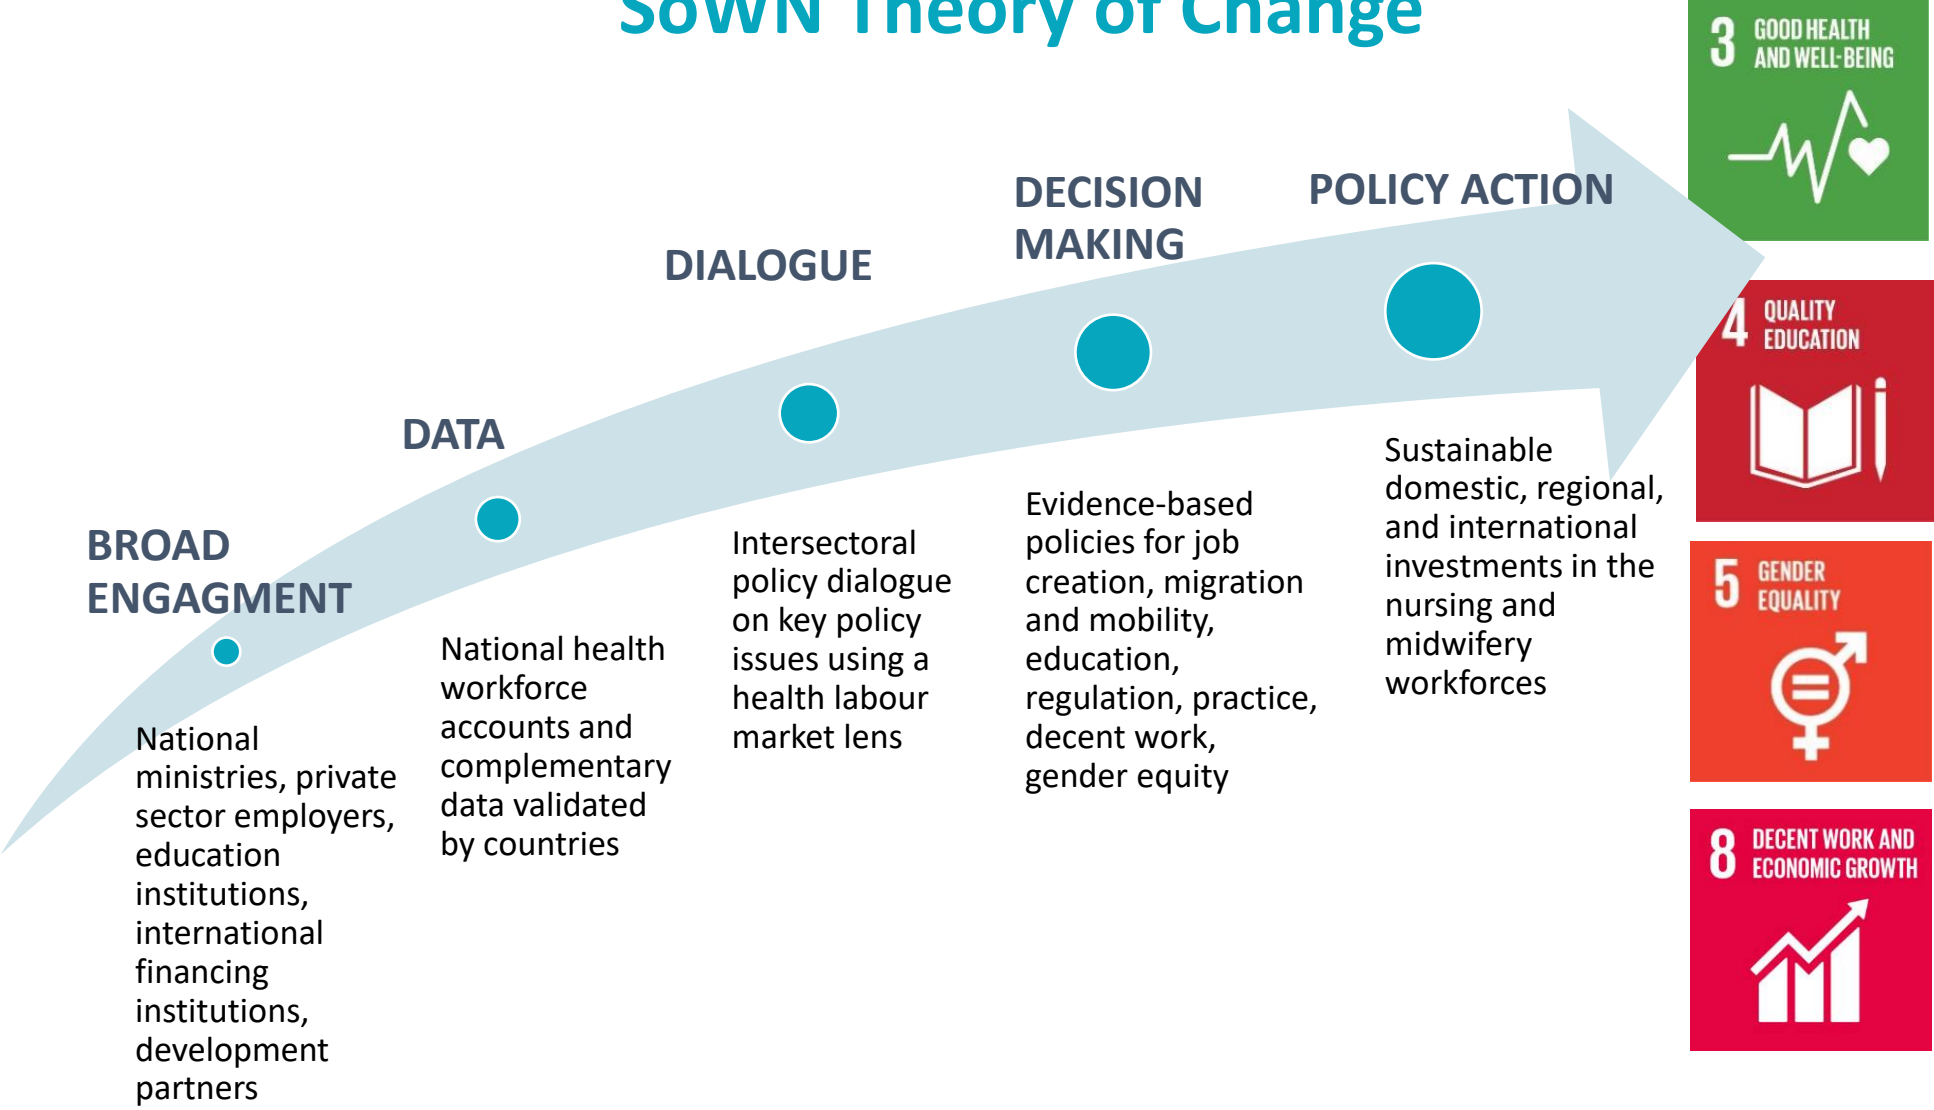 SoWN Theory of Change
BROAD
ENGAGMENT
National
ministries, private
sector employers,
education
institutions,
international
financing
institutions,
development
partners
DATA
National health
workforce
accounts and
complementary
data validated
by countries
DIALOGUE
Intersectoral
policy dialogue
on key policy
issues using a
health labour
market lens
DECISION
MAKING
Evidence-based
policies for job
creation, migration
and mobility,
education,
regulation, practice,
decent work,
gender equity
POLICY ACTION
Sustainable
domestic, regional,
and international
investments in the
nursing and
midwifery
workforces
3 GOOD HEALTH
AND WELL-BEING
4 QUALITY
EDUCATION
5 GENDER
EQUALITY
8 DECENT WORK AND
ECONOMIC GROWTH